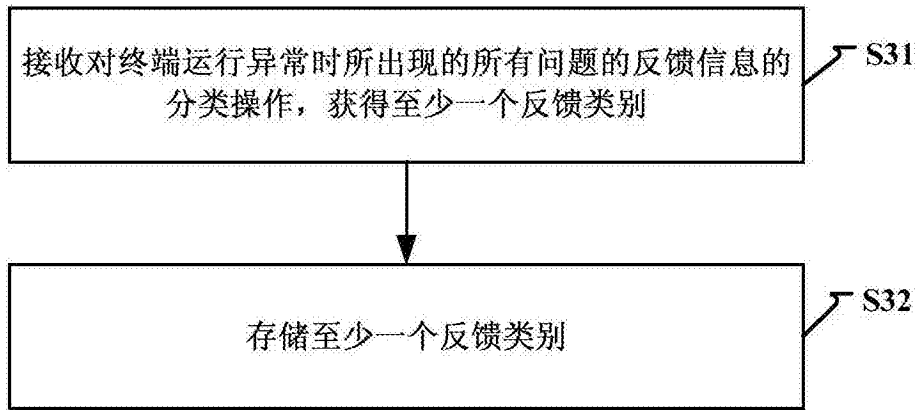 接收对终端运行异常时所出现的所有问题的反馈信息的
分类操作，获得至少一个反馈类别
S31
存储至少一个反馈类别
S32